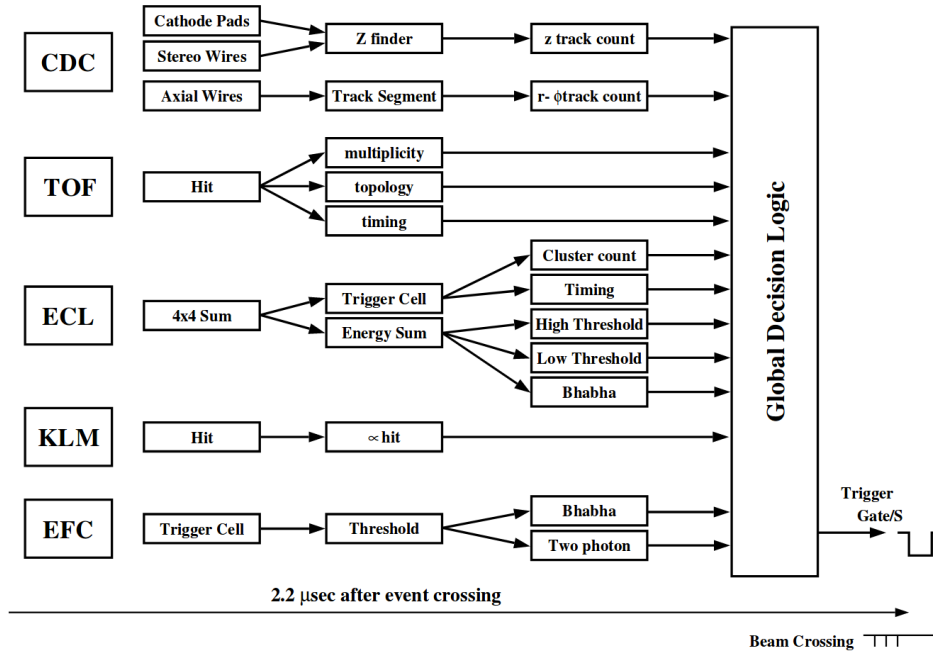 CDC
Cathode Pads
Stereo Wires
Z finder
z track count
Axial Wires
Track Segment
r- ϕtrack count
TOF
Hit
multiplicity
topology
timing
ECL
4x4 Sum
Trigger Cell
Energy Sum
Cluster count
Timing
High Threshold
Low Threshold
Bhabha
KLM
Hit
∝ hit
EFC
Trigger Cell
Threshold
Bhabha
Two photon
Global Decision Logic
Trigger
Gate/S
2.2 μsec after event crossing
Beam Crossing